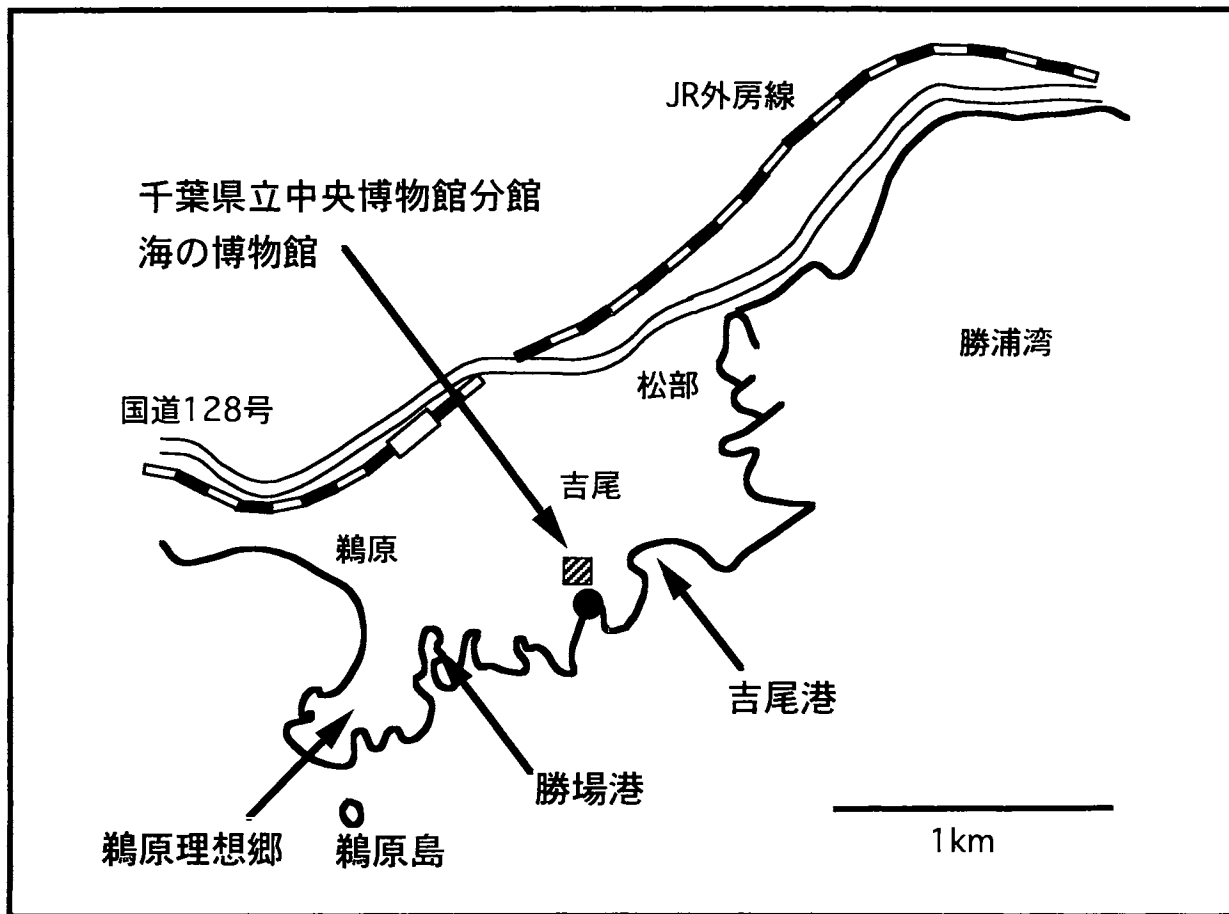 JR外房線
千葉県立中央博物館分館
海の博物館
勝浦湾
松部
国道128号
吉尾
鵜原
吉尾港
勝場港
鵜原理想郷
鵜原島
1km